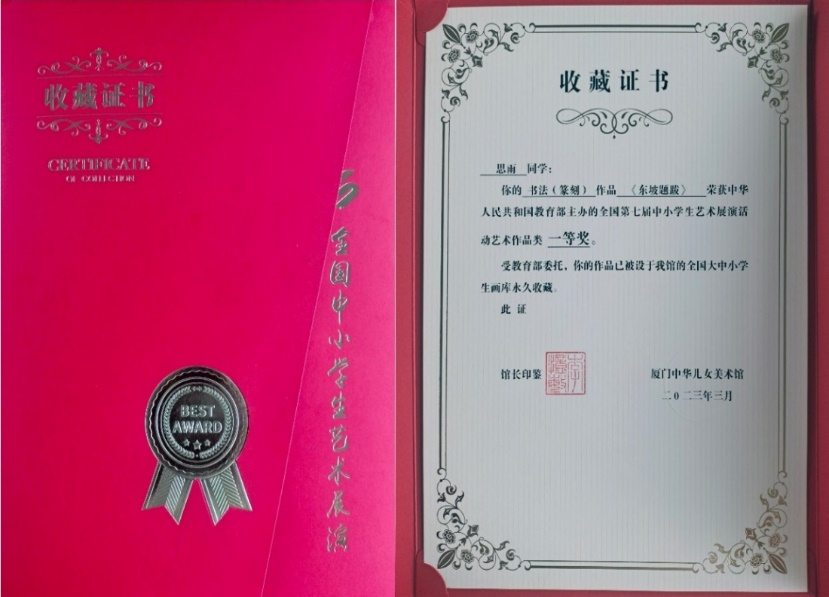 收藏证书
CERTIFICATE
OF COLLECTION
全国中小学生艺术展演
BEST
AWARD
收藏证书
思雨 同学：
你的 书法（篆刻） 作品 《东坡题跋》 荣获中华
人民共和国教育部主办的全国第七届中小学生艺术展演活
动艺术作品类 一等奖。
受教育部委托，你的作品已被设于我馆的全国大中小学
生画库永久收藏。
此 证
馆长印鉴
厦门中华儿女美术馆
二〇二三年三月